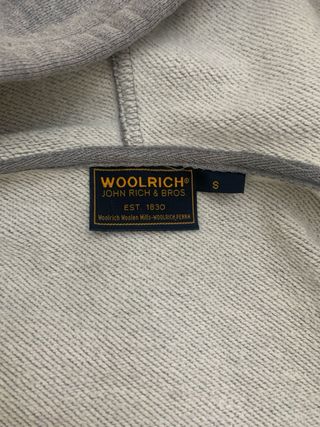 WOOLRICH®
JOHN RICH & BROS.
EST. 1830
Woolrich Woolen Mills-WOOLRICH,PENNA
S